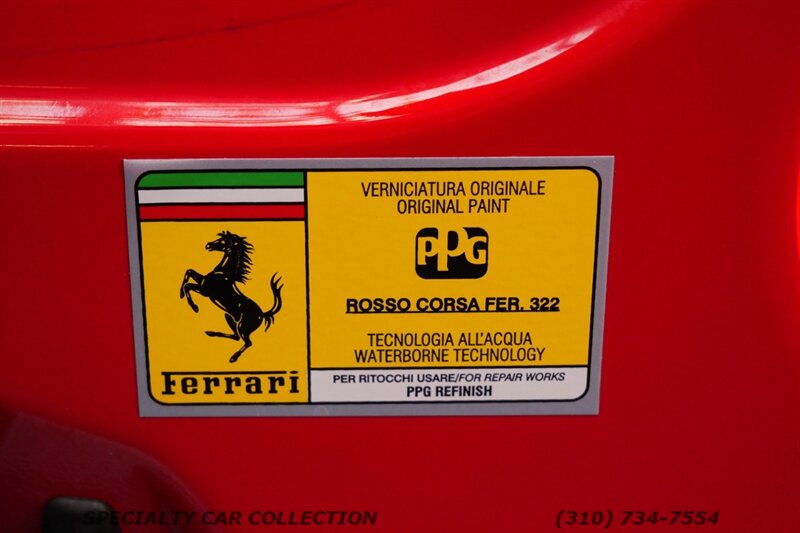 VERNICIATURA ORIGINALE
ORIGINAL PAINT
PPG
ROSSO CORSA FER. 322
TECNOLOGIA ALL'ACQUA
WATERBORNE TECHNOLOGY
Ferrari
PER RITOCCHI USARE/FOR REPAIR WORKS
PPG REFINISH
SPECIALTY CAR COLLECTION
(310) 734-7554